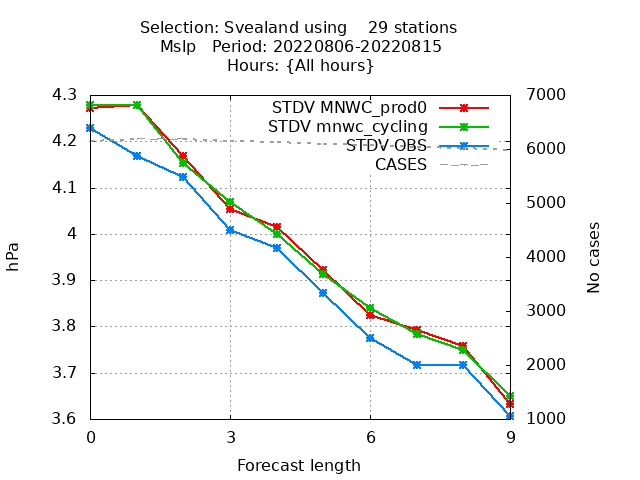 Selection: Svealand using    29 stations
Mslp   Period: 20220806-20220815
Hours: {All hours}
4.3
4.2
4.1
4
3.9
3.8
3.7
3.6
hPa
STDV MNWC_prod0
STDV mnwc_cycling
STDV OBS
CASES
7000
6000
5000
4000
3000
2000
1000
No cases
0
3
6
9
Forecast length